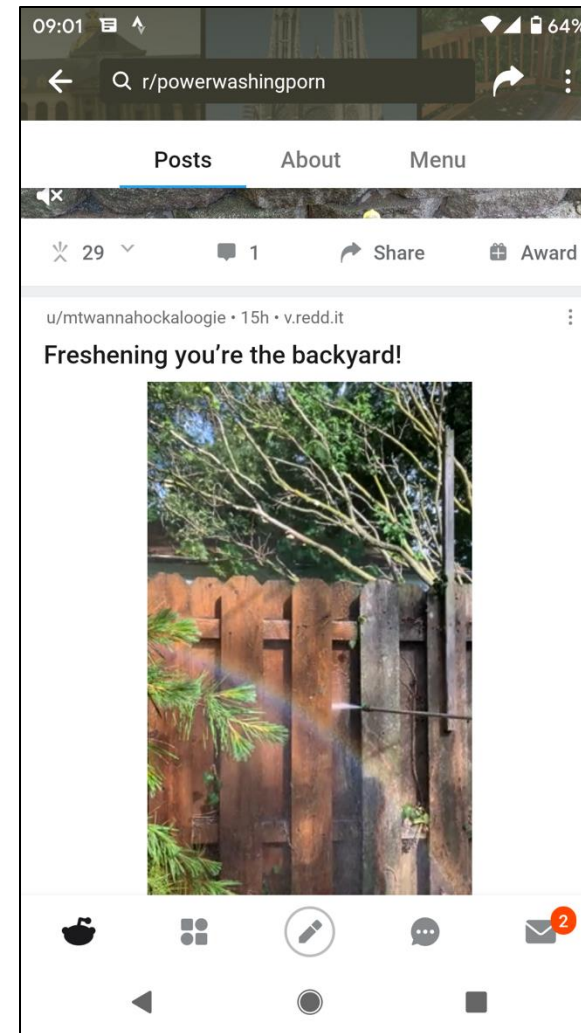 09:01 64%
r/powerwashingporn
Posts About Menu
29 1 Share Award
u/mtwannahockaloogie • 15h • v.redd.it
Freshening you’re the backyard!
2